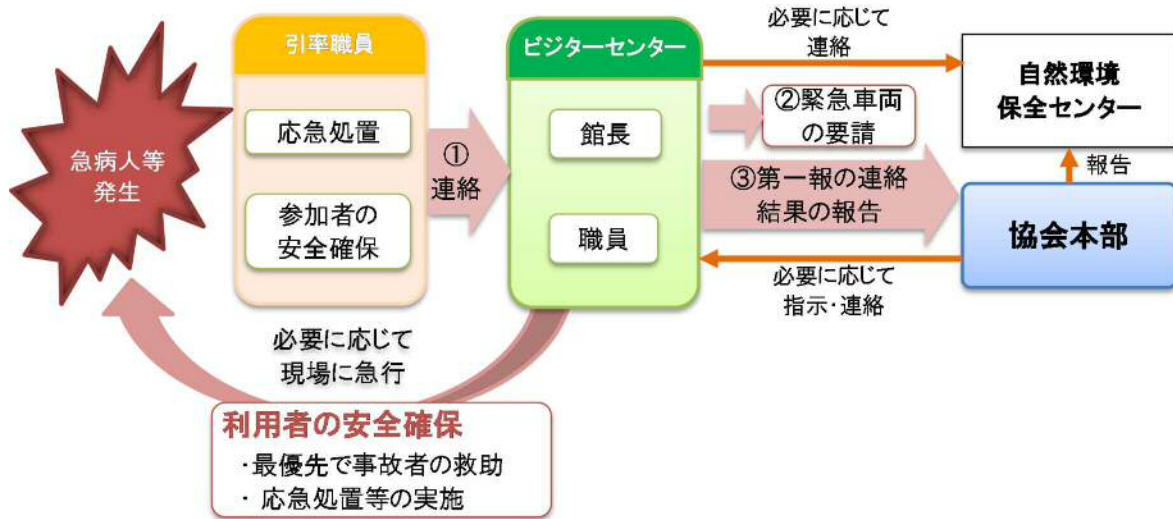 急病人等
発生
引率職員
応急処置
参加者の
安全確保
①
連絡
ビジターセンター
館長
職員
必要に応じて
連絡
②緊急車両
の要請
③第一報の連絡
結果の報告
自然環境
保全センター
報告
協会本部
必要に応じて
指示・連絡
必要に応じて
現場に急行
利用者の安全確保
・最優先で事故者の救助
・ 応急処置等の実施